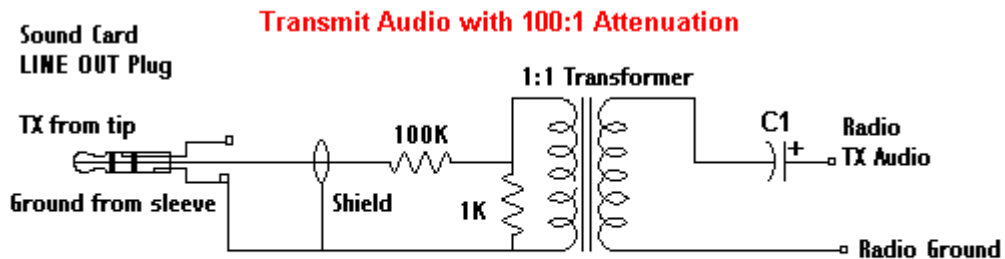 Transmit Audio with 100:1 Attenuation
Sound Card
LINE OUT Plug
1:1 Transformer
TX from tip
100K
C1
+
Radio
TX Audio
Ground from sleeve
Shield
1K
Radio Ground